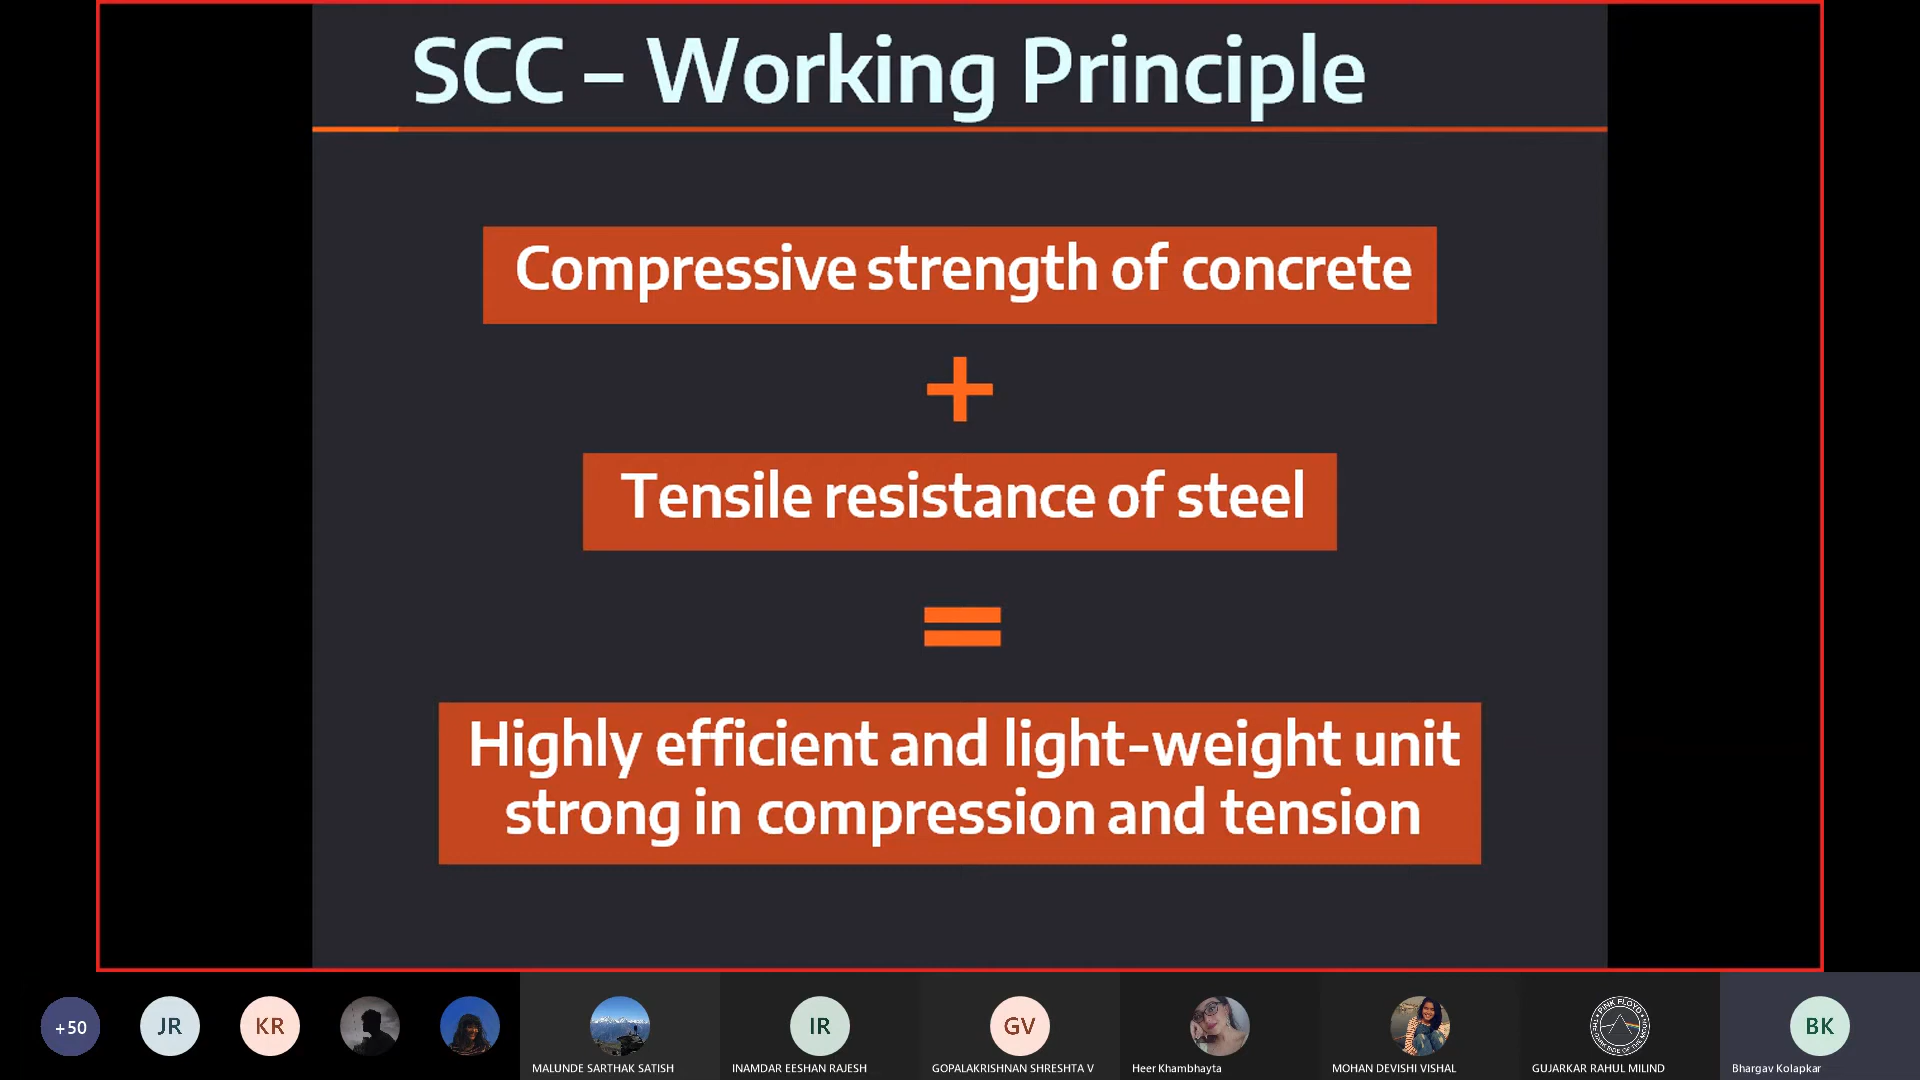 SCC – Working Principle
Compressive strength of concrete
+
Tensile resistance of steel
=
Highly efficient and light-weight unit
strong in compression and tension
+50
JR
KR
IR
GV
PINK FLOYD
BK
MALUNDE SARTHAK SATISH
INAMDAR EESHAN RAJESH
GOPALAKRISHNAN SHRESHTA V
Heer Khambhayta
MOHAN DEVISHI VISHAL
GUJARKAR RAHUL MILIND
Bhargav Kolapkar